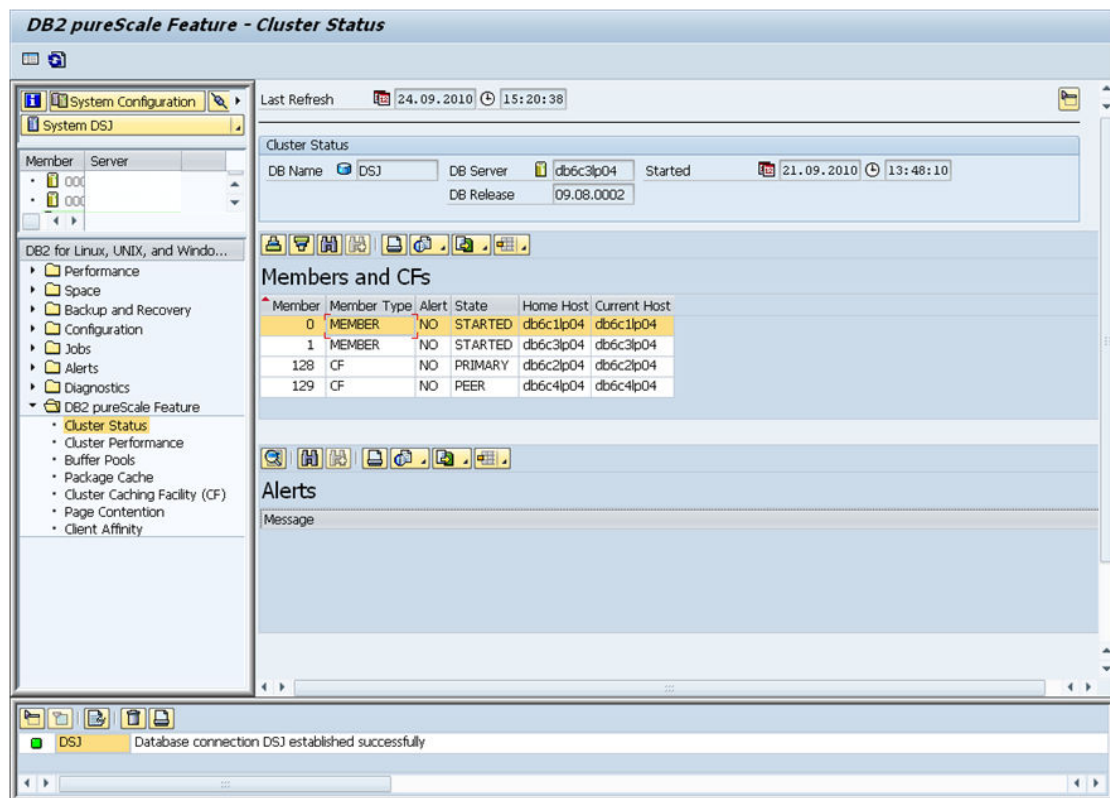 DB2 pureScale Feature - Cluster Status
System Configuration
System DSJ
Member Server
000
000
DB2 for Linux, UNIX, and Windo...
Performance
Space
Backup and Recovery
Configuration
Jobs
Alerts
Diagnostics
DB2 pureScale Feature
Cluster Status
Cluster Performance
Buffer Pools
Package Cache
Cluster Caching Facility (CF)
Page Contention
Client Affinity
Last Refresh 24.09.2010 15:20:38
Cluster Status
DB Name DSJ DB Server db6c3lp04 Started 21.09.2010 13:48:10
DB Release 09.08.0002
Members and CFs
Member Member Type Alert State Home Host Current Host
0 MEMBER NO STARTED db6c1lp04 db6c1lp04
1 MEMBER NO STARTED db6c3lp04 db6c3lp04
128 CF NO PRIMARY db6c2lp04 db6c2lp04
129 CF NO PEER db6c4lp04 db6c4lp04
Alerts
Message
DSJ Database connection DSJ established successfully